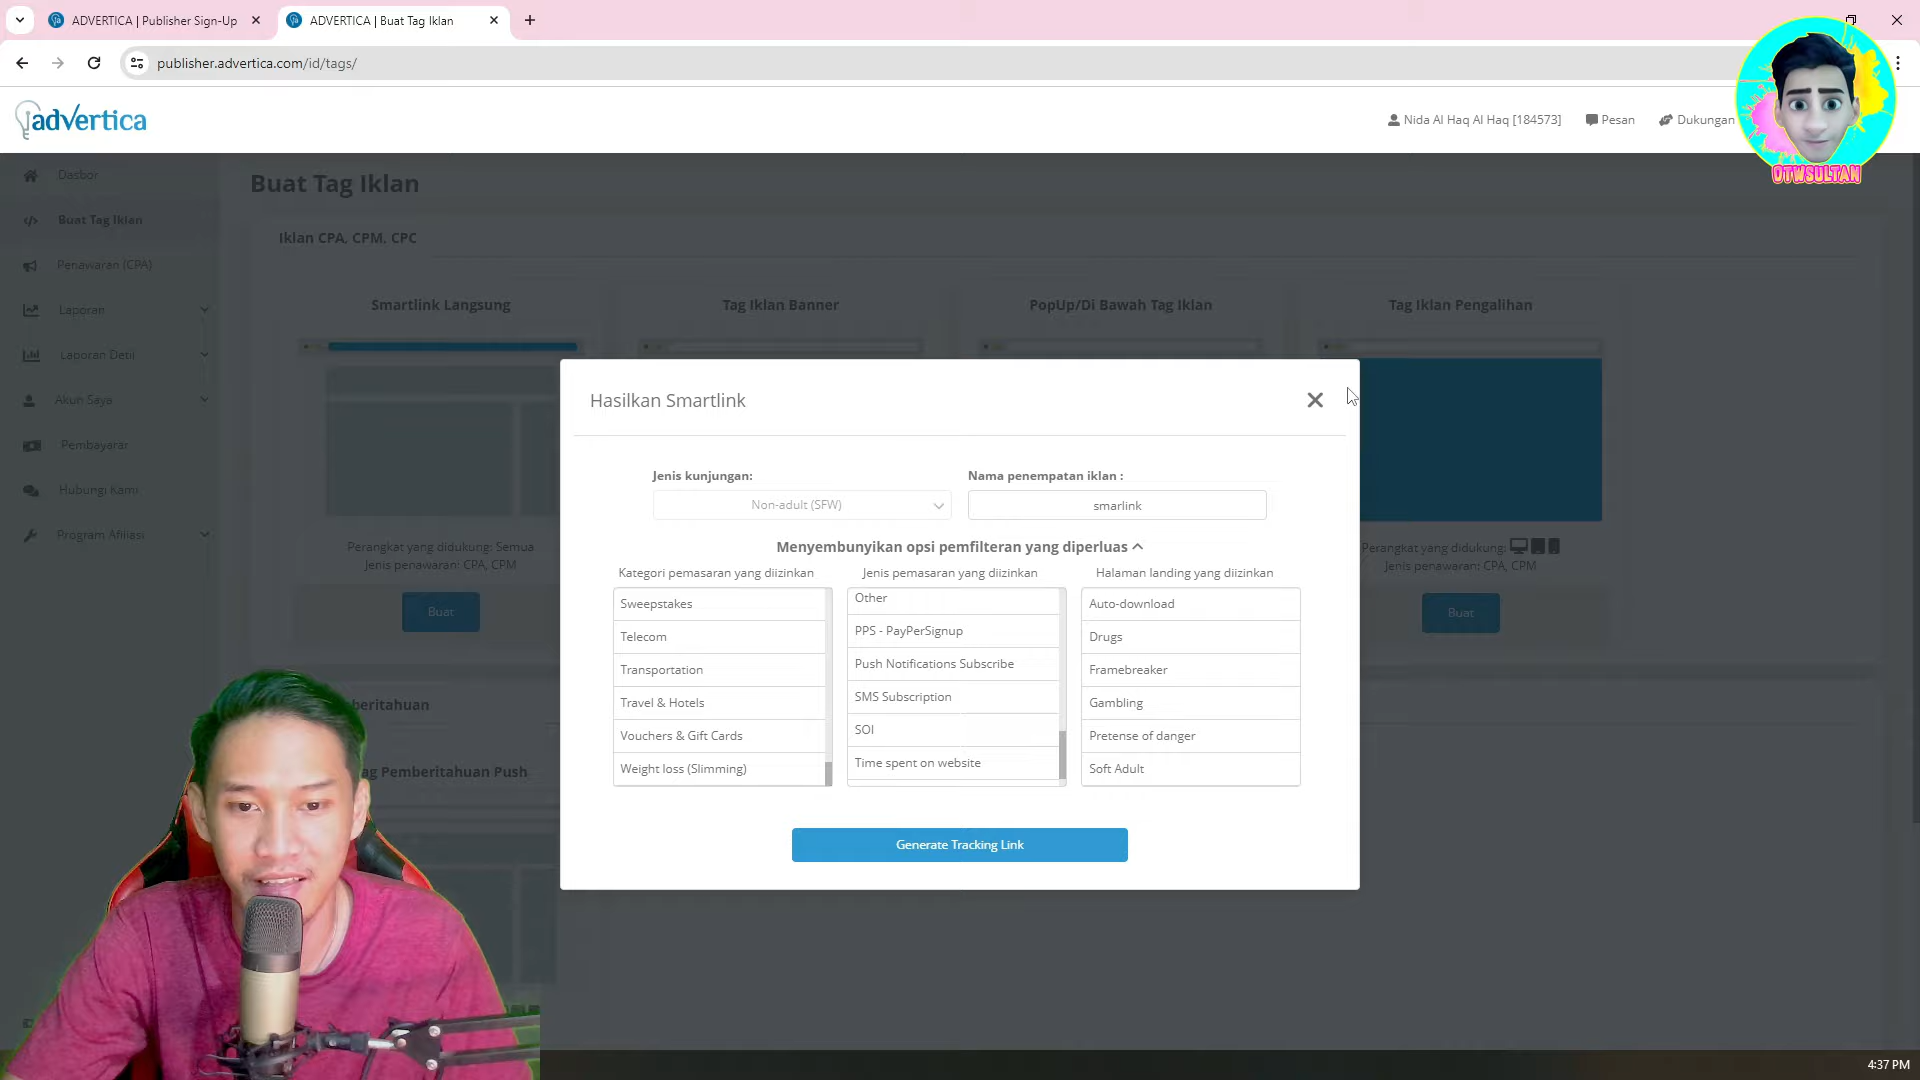 ADVERTICA | Publisher Sign-Up
ADVERTICA | Buat Tag Iklan
publisher.advertica.com/id/tags/
advertica
Nida Al Haq Al Haq [184573]
Pesan
Dukungan
OTWSULTAN
Dasbor
Buat Tag Iklan
Penawaran (CPA)
Laporan
Laporan Detil
Akun Saya
Pembayaran
Hubungi Kami
Program Afiliasi
Buat Tag Iklan
Iklan CPA, CPM, CPC
Smartlink Langsung
Tag Iklan Banner
PopUp/Di Bawah Tag Iklan
Tag Iklan Pengalihan
Perangkat yang didukung: Semua
Jenis penawaran: CPA, CPM
Buat
Perangkat yang didukung:
Jenis penawaran: CPA, CPM
Buat
Hasilkan Smartlink
Jenis kunjungan:
Non-adult (SFW)
Nama penempatan iklan :
smarlink
Menyembunyikan opsi pemfilteran yang diperluas
Kategori pemasaran yang diizinkan
Sweepstakes
Telecom
Transportation
Travel & Hotels
Vouchers & Gift Cards
Weight loss (Slimming)
Jenis pemasaran yang diizinkan
Other
PPS - PayPerSignup
Push Notifications Subscribe
SMS Subscription
SOI
Time spent on website
Halaman landing yang diizinkan
Auto-download
Drugs
Framebreaker
Gambling
Pretense of danger
Soft Adult
Generate Tracking Link
beritahuan
ag Pemberitahuan Push
4:37 PM